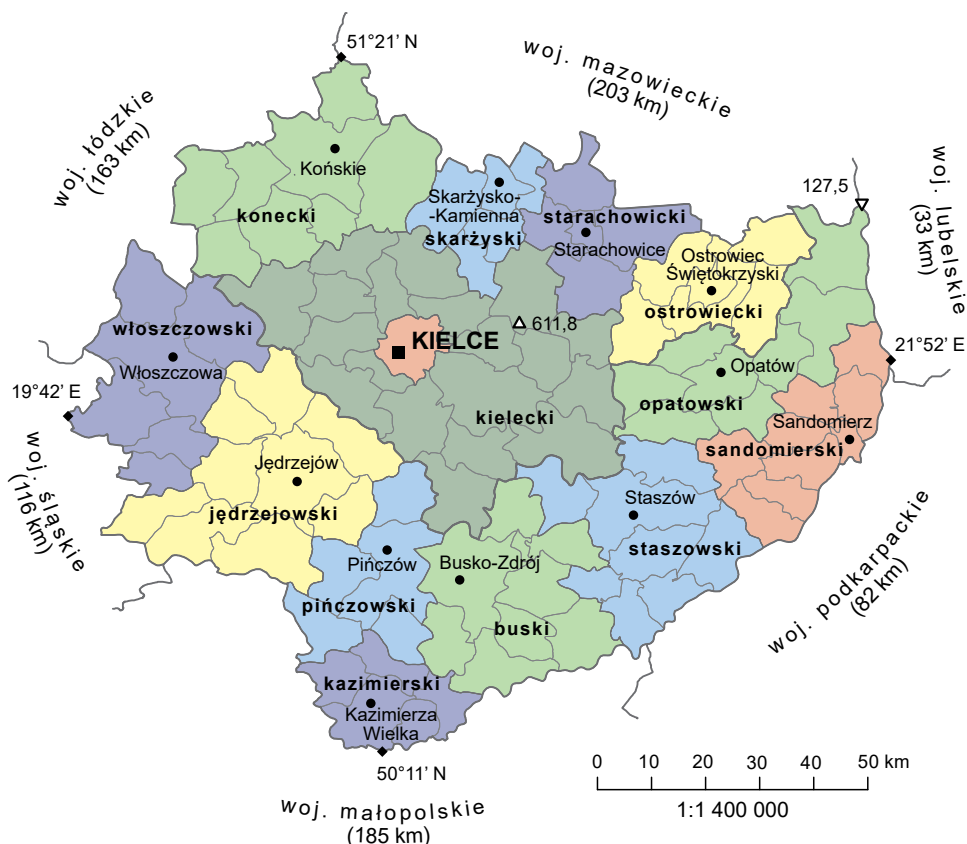 51°21’ N
woj. mazowieckie
(203 km)
woj. łódzkie
(163 km)
woj. lubelskie
(33 km)
127,5
Końskie
konecki
Skarżysko-
-Kamienna
skarżyski
starachowicki
Starachowice
Ostrowiec
Świętokrzyski
ostrowiecki
włoszczowski
Włoszczowa
KIELCE
611,8
21°52’ E
Opatów
opatowski
19°42’ E
kielecki
Sandomierz
sandomierski
woj. śląskie
(116 km)
Jędrzejów
jędrzejowski
Staszów
staszowski
Pińczów
pińczowski
Busko-Zdrój
buski
woj. podkarpackie
(82 km)
kazimierski
Kazimierza
Wielka
50°11’ N
woj. małopolskie
(185 km)
0 10 20 30 40 50 km
1:1 400 000